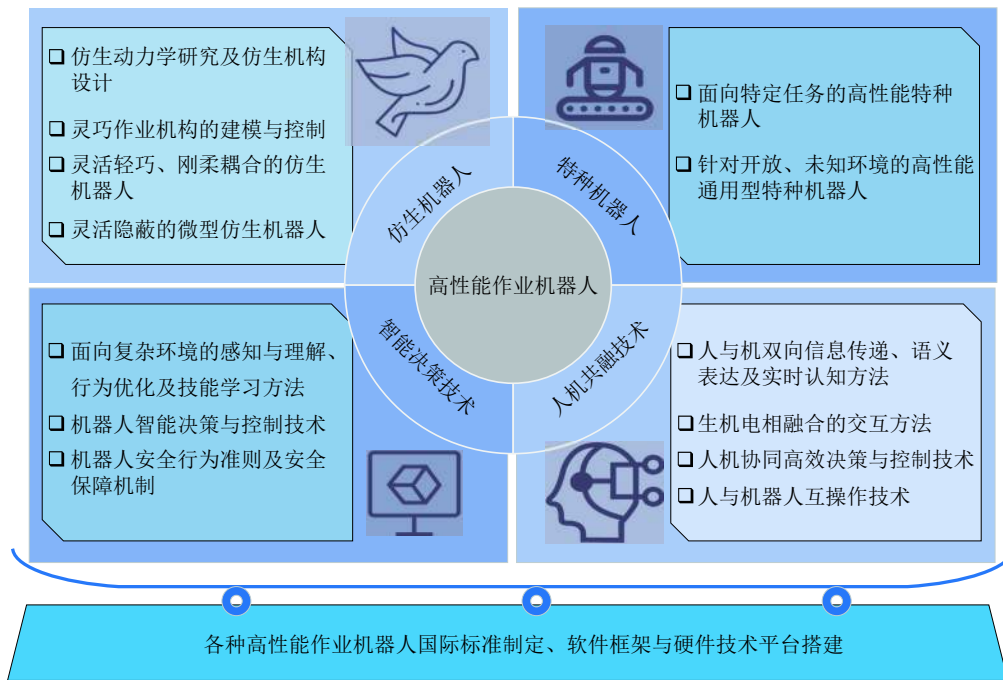 仿生动力学研究及仿生机构
设计
灵巧作业机构的建模与控制
灵活轻巧、刚柔耦合的仿生
机器人
灵活隐蔽的微型仿生机器人
面向特定任务的高性能特种
机器人
针对开放、未知环境的高性能
通用型特种机器人
仿生机器人
特种机器人
高性能作业机器人
智能决策技术
人机共融技术
面向复杂环境的感知与理解、
行为优化及技能学习方法
机器人智能决策与控制技术
机器人安全行为准则及安全
保障机制
人与机双向信息传递、语义
表达及实时认知方法
生机电相融合的交互方法
人机协同高效决策与控制技术
人与机器人互操作技术
各种高性能作业机器人国际标准制定、软件框架与硬件技术平台搭建